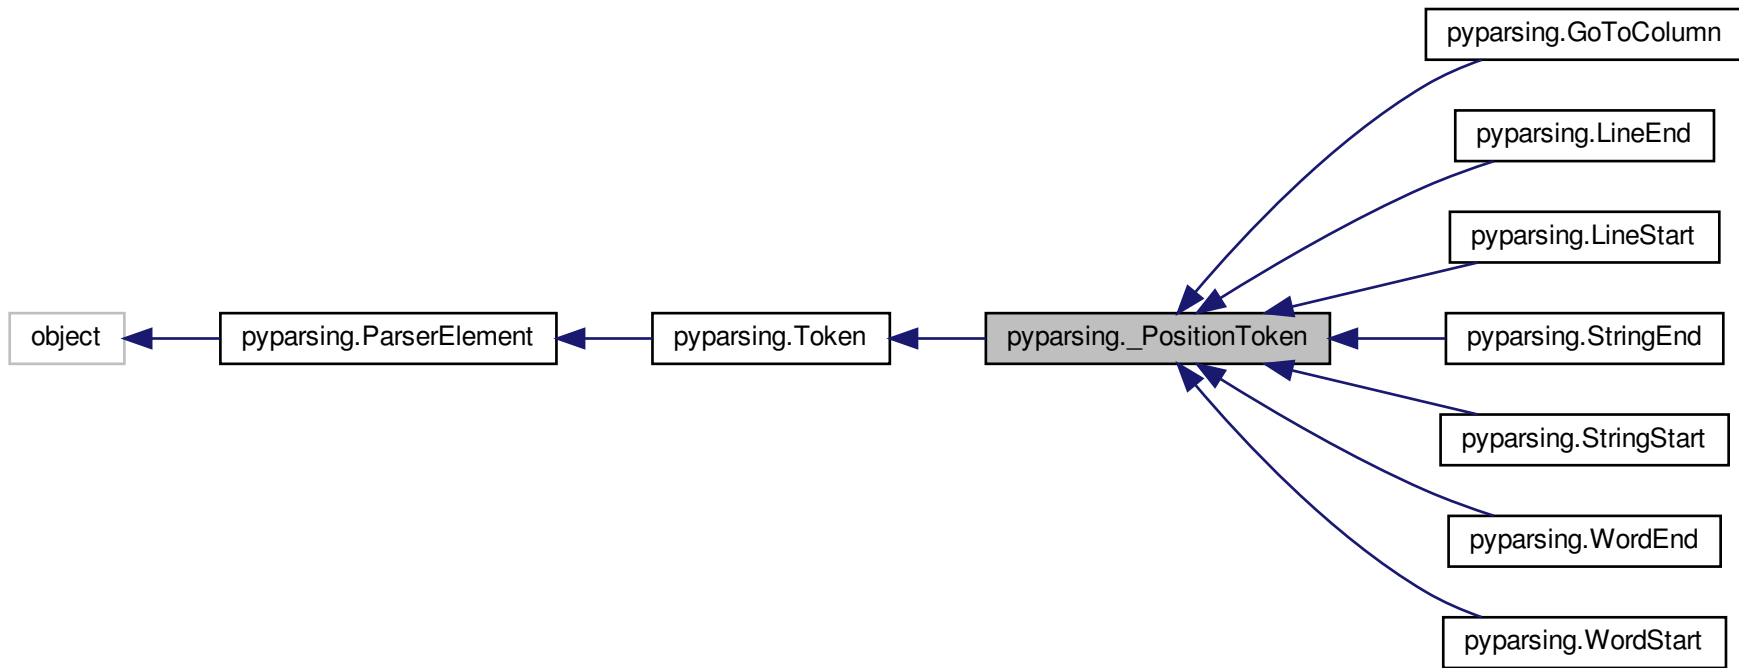 pyparsing.GoToColumn
pyparsing.LineEnd
pyparsing.LineStart
object
pyparsing.ParserElement
pyparsing.Token
pyparsing._PositionToken
pyparsing.StringEnd
pyparsing.StringStart
pyparsing.WordEnd
pyparsing.WordStart